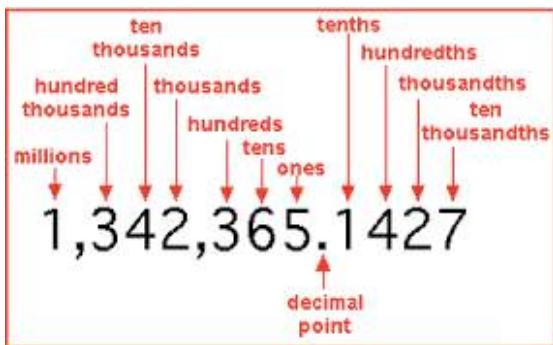 ten
thousands
tenths
hundredths
hundred
thousands
thousands
thousandths
hundreds
ten
thousandths
tens
millions
ones
1,342,365.1427
decimal
point